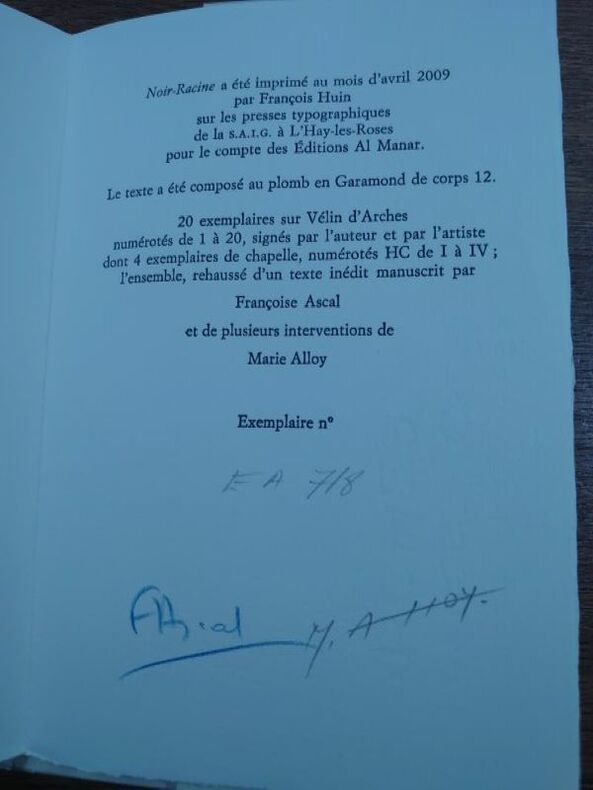 Noir-Racine a été imprimé au mois d'avril 2009
par François Huin
sur les presses typographiques
de la S.A.I.G. à L'Hay-les-Roses
pour le compte des Éditions Al Manar.
Le texte a été composé au plomb en Garamond de corps 12.
20 exemplaires sur Vélin d'Arches
numérotés de 1 à 20, signés par l'auteur et par l'artiste
dont 4 exemplaires de chapelle, numérotés HC de I à IV ;
l'ensemble, rehaussé d'un texte inédit manuscrit par
Françoise Ascal
et de plusieurs interventions de
Marie Alloy
Exemplaire nº
E A 7/8
FAscal
M. Alloy.